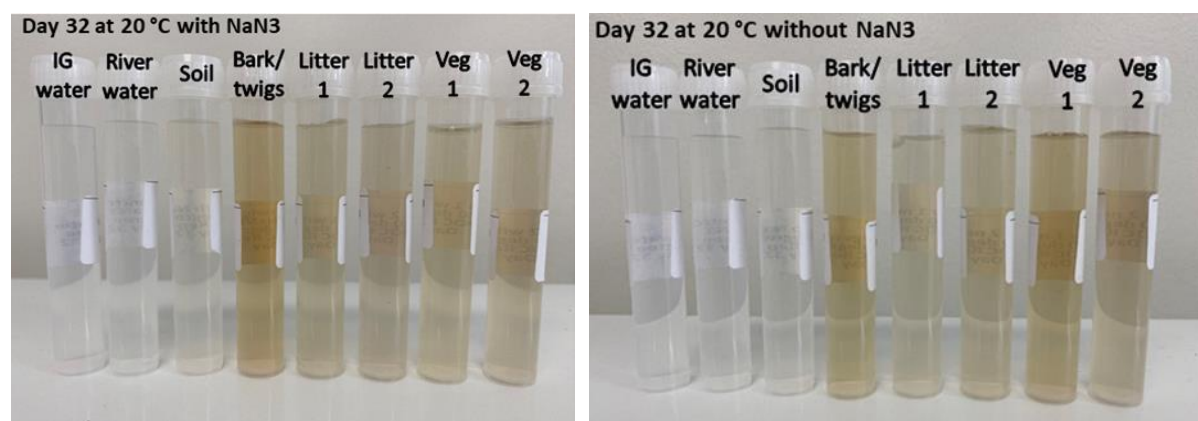 Day 32 at 20 °C with NaN3
IG water
River water
Soil
Bark/ twigs
Litter 1
Litter 2
Veg 1
Veg 2
Day 32 at 20 °C without NaN3
IG water
River water
Soil
Bark/ twigs
Litter 1
Litter 2
Veg 1
Veg 2